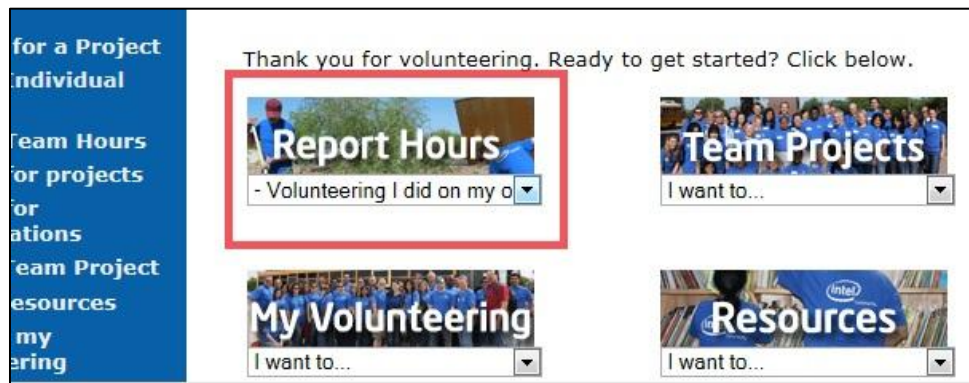 for a Project
Individual
Team Hours
for projects
for
ations
Team Project
esources
my
ering
Thank you for volunteering. Ready to get started? Click below.
Report Hours
- Volunteering I did on my o
Team Projects
I want to...
My Volunteering
I want to...
intel
Resources
I want to...